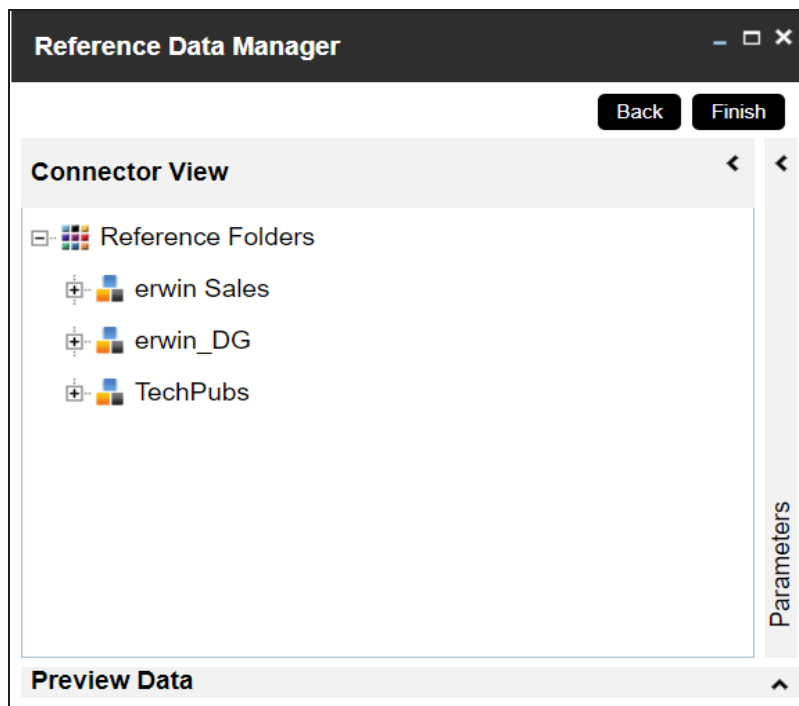 Reference Data Manager
Back Finish
Connector View
Reference Folders
erwin Sales
erwin_DG
TechPubs
Parameters
Preview Data